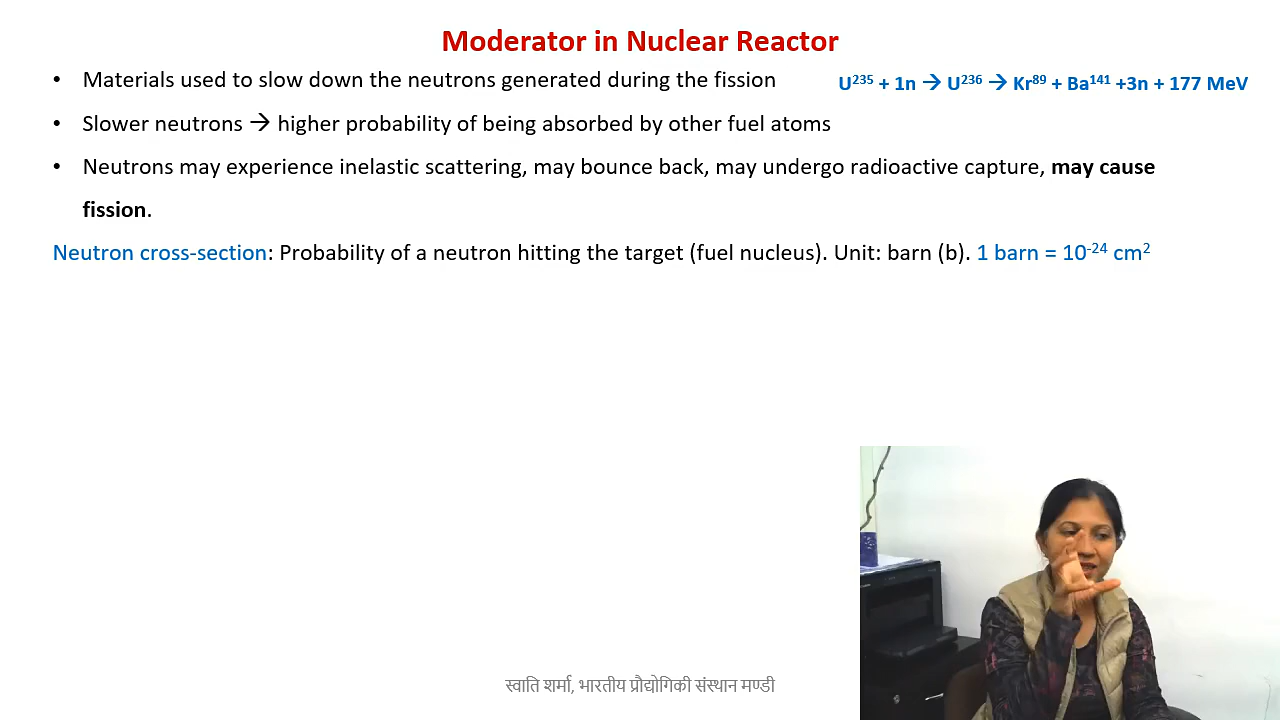 Moderator in Nuclear Reactor
• Materials used to slow down the neutrons generated during the fission
U²³⁵ + 1n → U²³⁶ → Kr⁸⁹ + Ba¹⁴¹ +3n + 177 MeV
• Slower neutrons → higher probability of being absorbed by other fuel atoms
• Neutrons may experience inelastic scattering, may bounce back, may undergo radioactive capture, may cause
fission.
Neutron cross-section: Probability of a neutron hitting the target (fuel nucleus). Unit: barn (b). 1 barn = 10⁻²⁴ cm²
स्वाति शर्मा, भारतीय प्रौद्योगिकी संस्थान मण्डी